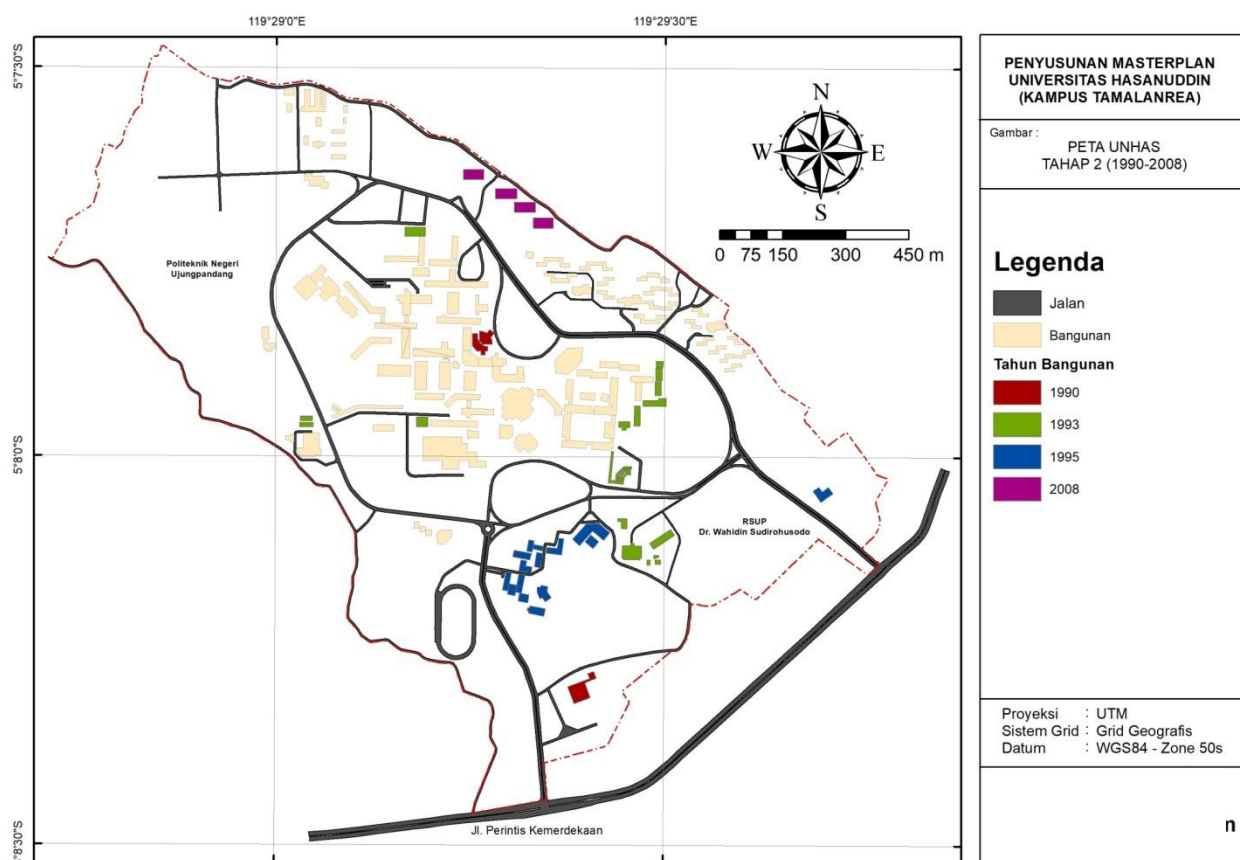 119°29'0"E
119°29'30"E
5°7'30"S
5°8'0"S
5°8'30"S
N
W
E
S
0 75 150 300 450 m
Politeknik Negeri
Ujungpandang
RSUP
Dr. Wahidin Sudirohusodo
Jl. Perintis Kemerdekaan
PENYUSUNAN MASTERPLAN
UNIVERSITAS HASANUDDIN
(KAMPUS TAMALANREA)
Gambar :
PETA UNHAS
TAHAP 2 (1990-2008)
Legenda
Jalan
Bangunan
Tahun Bangunan
1990
1993
1995
2008
Proyeksi : UTM
Sistem Grid : Grid Geografis
Datum : WGS84 - Zone 50s
n